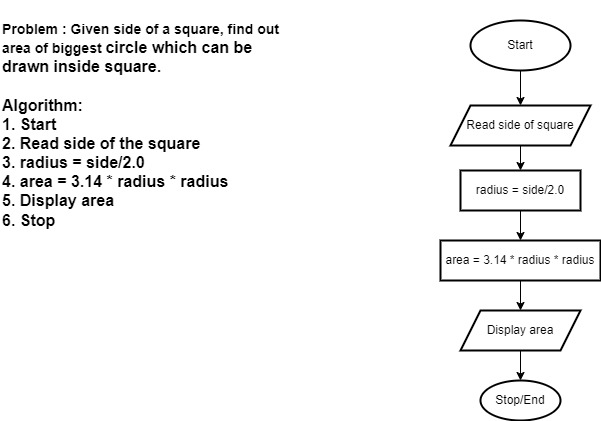 Problem : Given side of a square, find out
area of biggest circle which can be
drawn inside square.
Algorithm:
1. Start
2. Read side of the square
3. radius = side/2.0
4. area = 3.14 * radius * radius
5. Display area
6. Stop
Start
Read side of square
radius = side/2.0
area = 3.14 * radius * radius
Display area
Stop/End